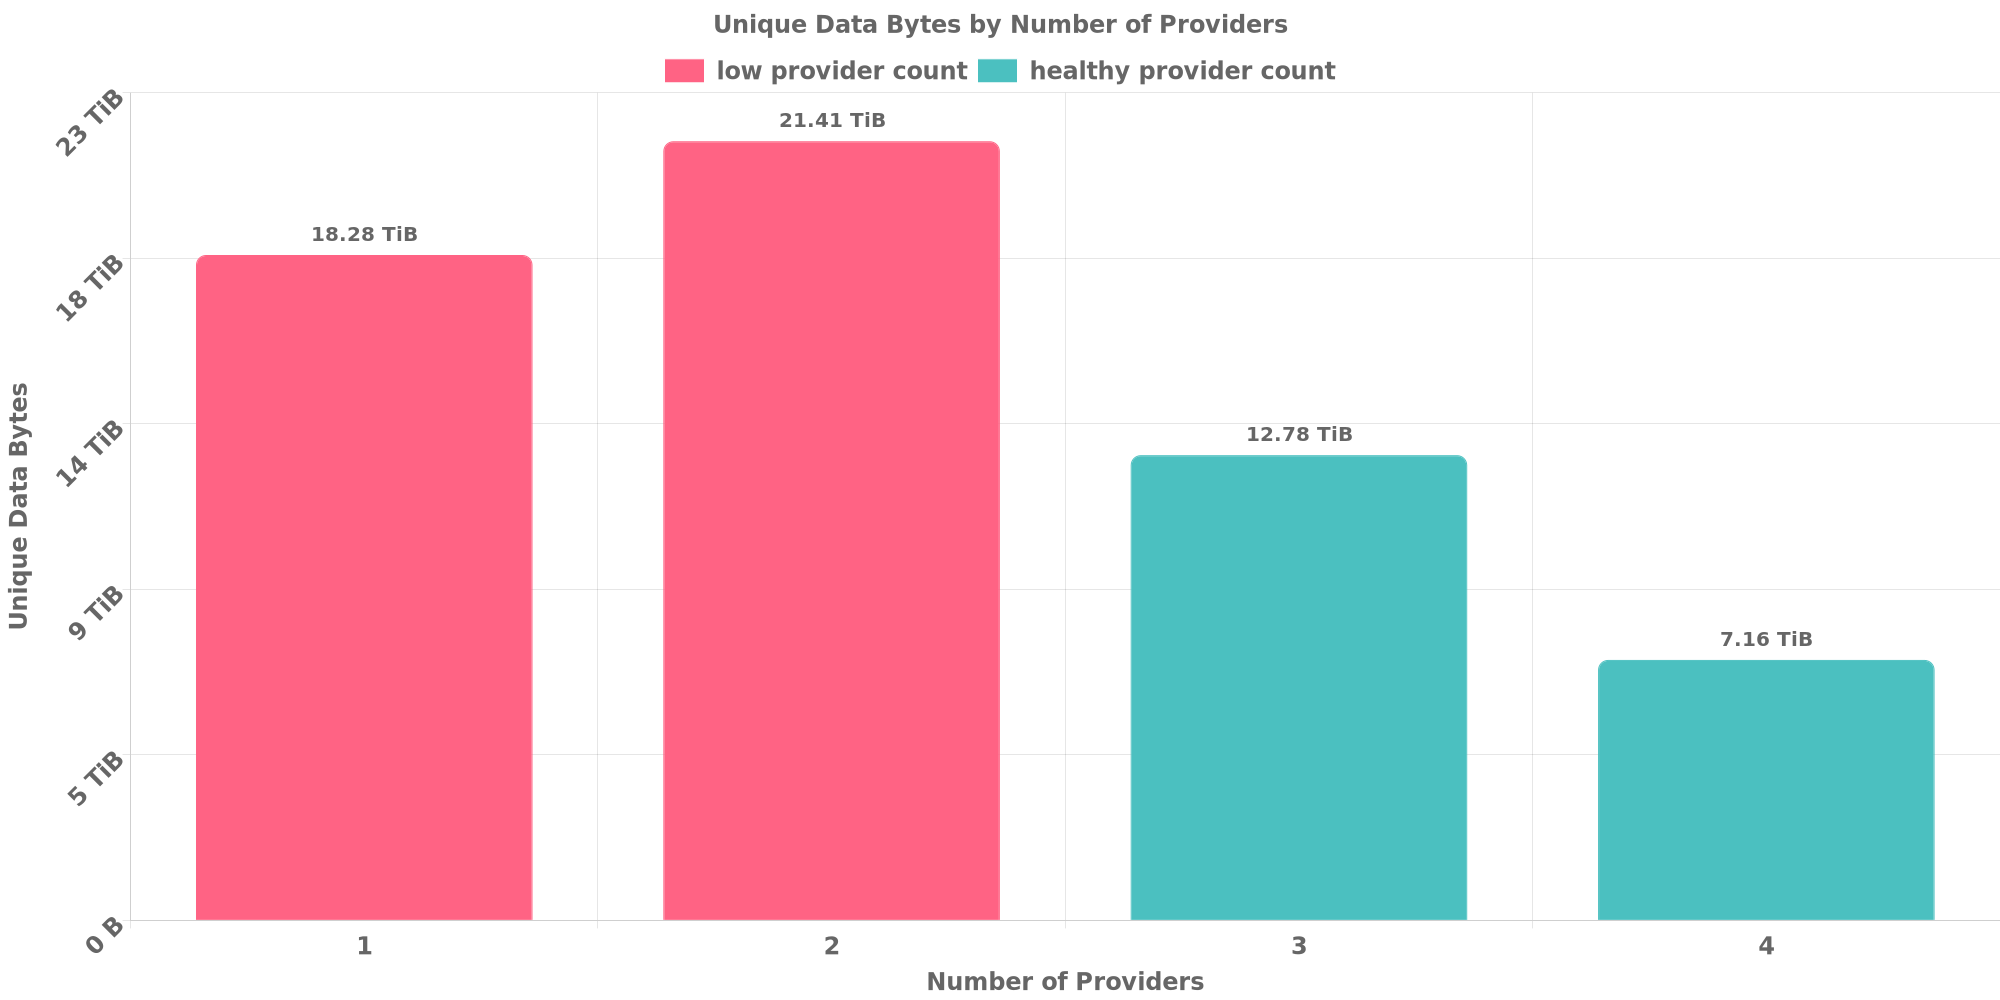 Unique Data Bytes by Number of Providers
low provider count healthy provider count
23 TiB
18 TiB
14 TiB
9 TiB
5 TiB
0 B
Unique Data Bytes
18.28 TiB
21.41 TiB
12.78 TiB
7.16 TiB
1 2 3 4
Number of Providers